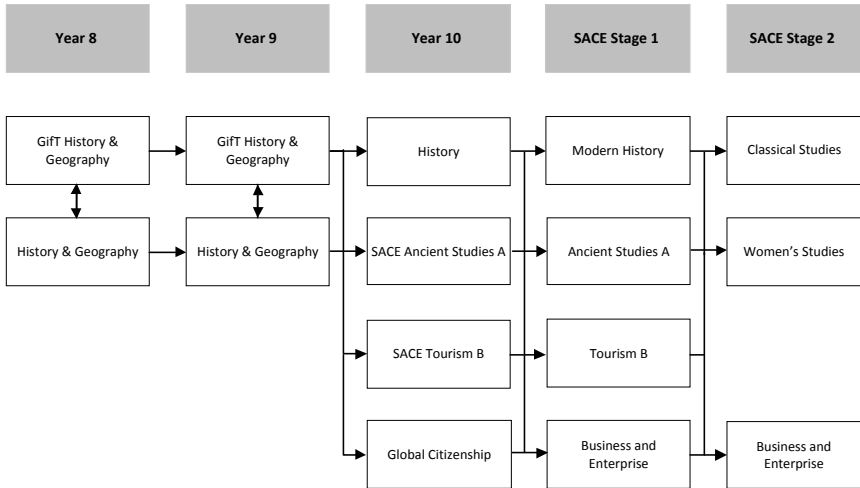 Year 8
Year 9
Year 10
SACE Stage 1
SACE Stage 2
GifT History &
Geography
GifT History &
Geography
History
Modern History
Classical Studies
History & Geography
History & Geography
SACE Ancient Studies A
Ancient Studies A
Women's Studies
SACE Tourism B
Tourism B
Global Citizenship
Business and
Enterprise
Business and
Enterprise